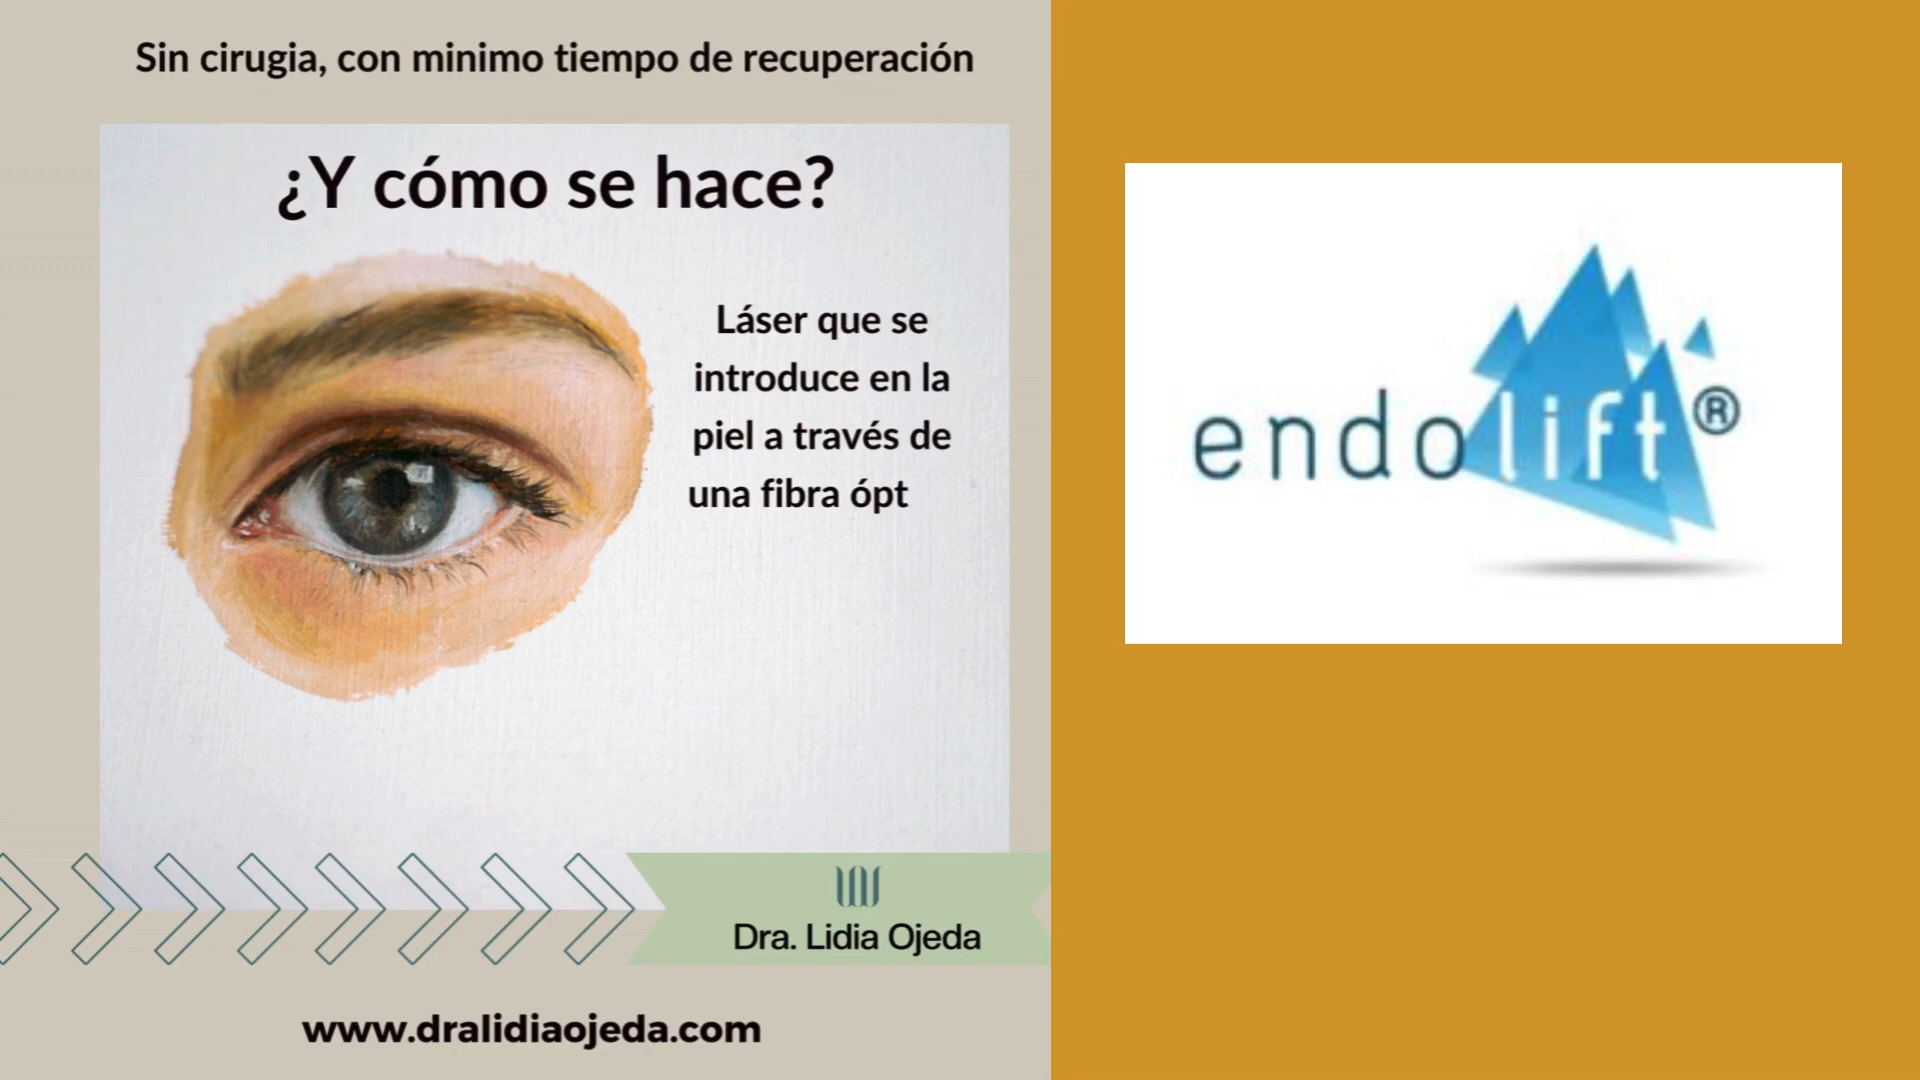 Sin cirugia, con minimo tiempo de recuperación
¿Y cómo se hace?
Láser que se
introduce en la
piel a través de
una fibra ópt
Dra. Lidia Ojeda
www.dralidiaojeda.com
endolift®